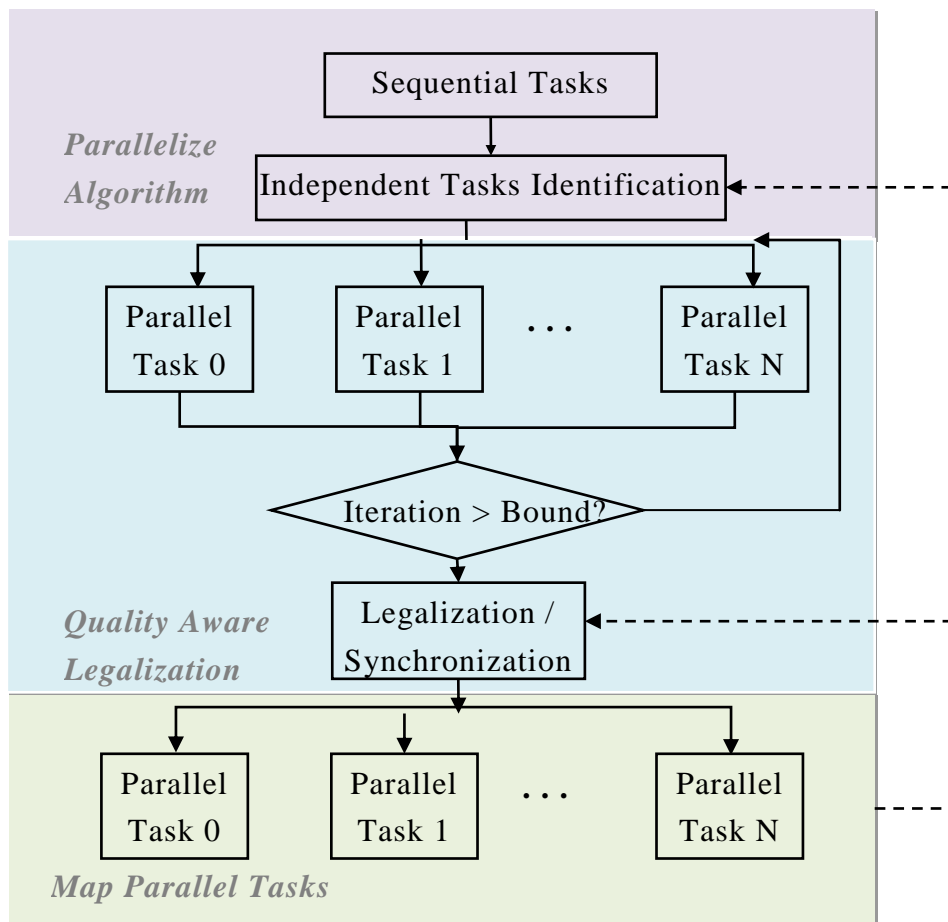 Sequential Tasks
Parallelize
Algorithm
Independent Tasks Identification
Parallel
Task 0
Parallel
Task 1
...
Parallel
Task N
Iteration > Bound?
Quality Aware
Legalization
Legalization /
Synchronization
Parallel
Task 0
Parallel
Task 1
...
Parallel
Task N
Map Parallel Tasks